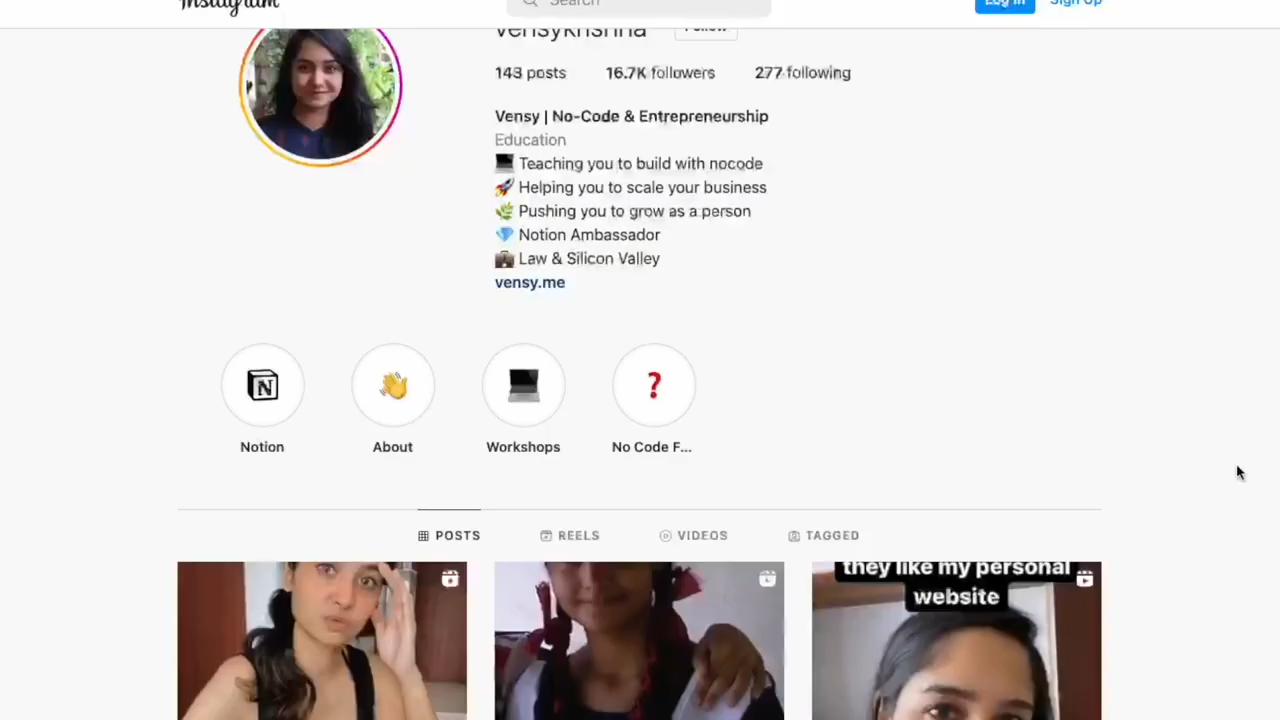 Instagram
Search
Log In
Sign Up
vensykrishna
Follow
143 posts
16.7K followers
277 following
Vensy | No-Code & Entrepreneurship
Education
💻 Teaching you to build with nocode
🚀 Helping you to scale your business
🌿 Pushing you to grow as a person
💎 Notion Ambassador
💼 Law & Silicon Valley
vensy.me
N
❓
Notion
About
Workshops
No Code F...
POSTS
REELS
VIDEOS
TAGGED
they like my personal
website